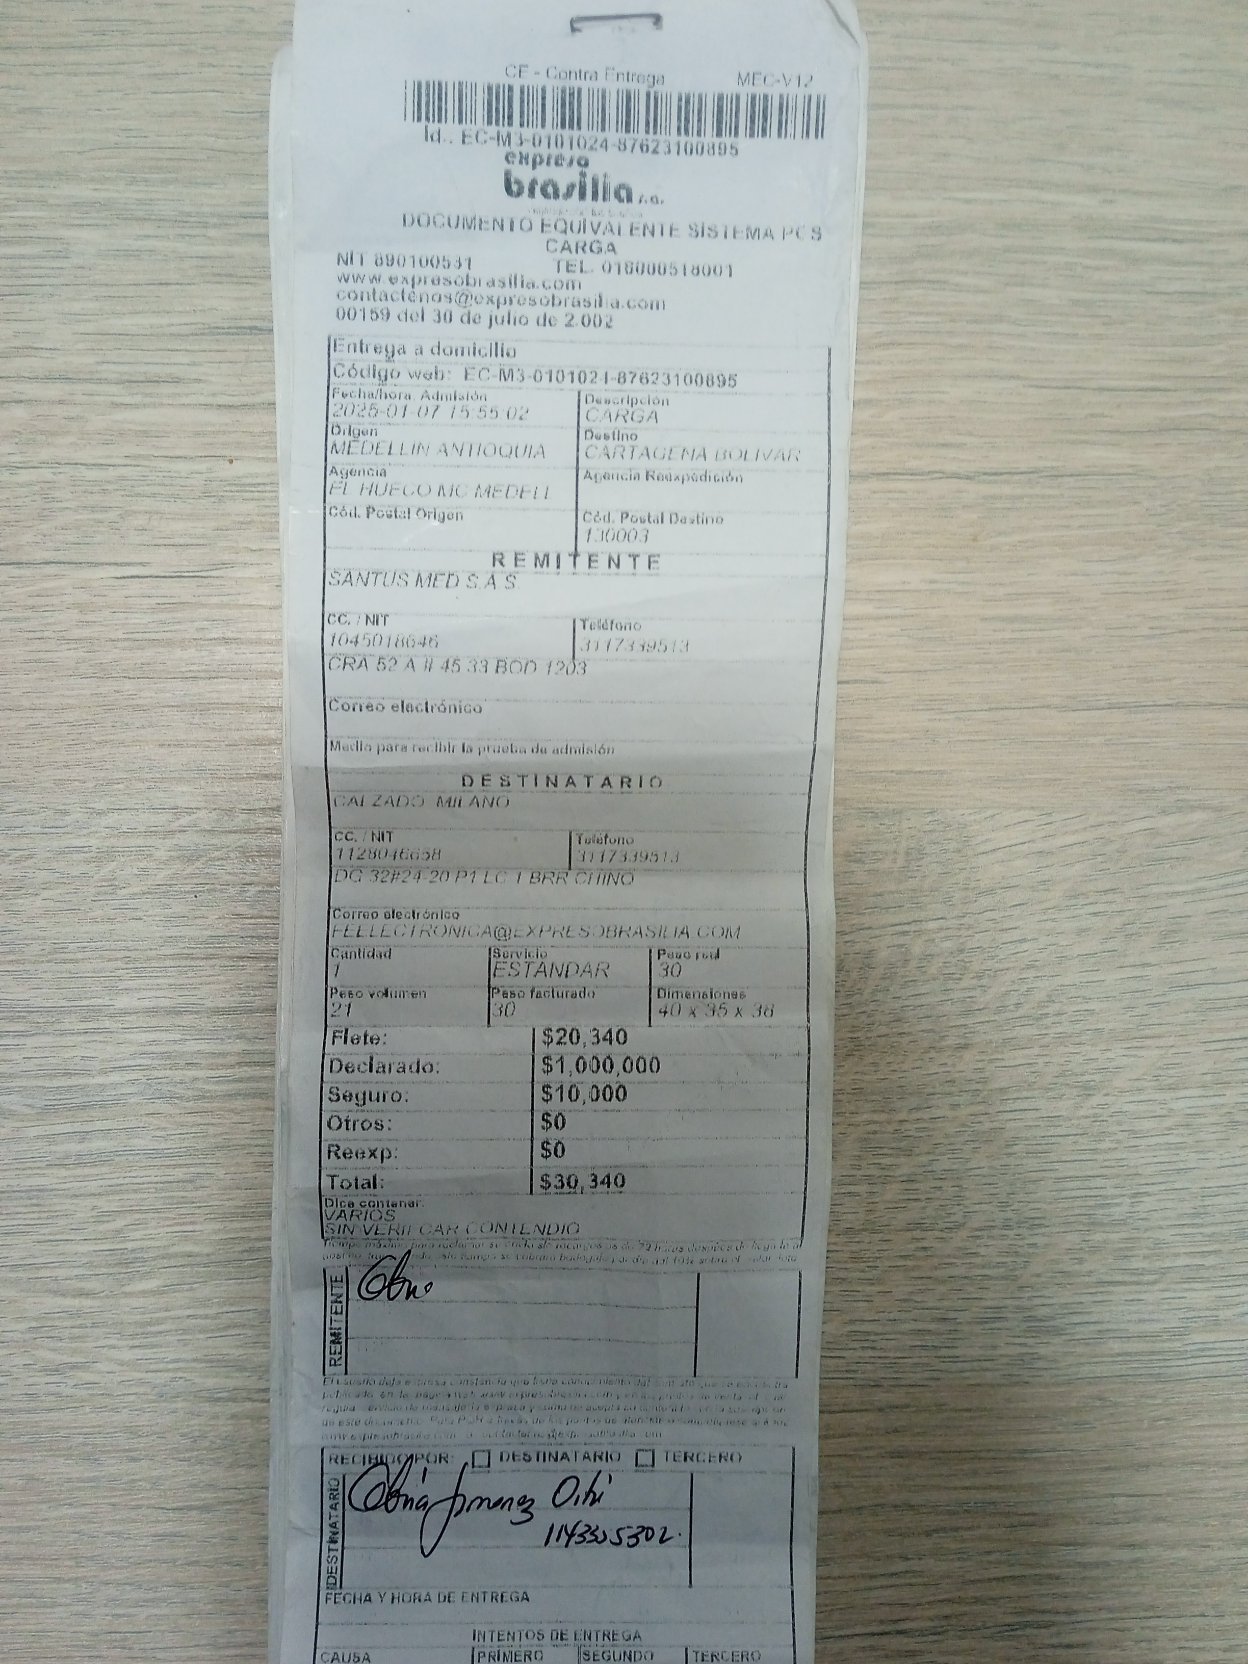 CE - Contra Entrega MEC-V12
Id.: EC-M3-0101024-87623100895
expreso
brasilia s.a.
DOCUMENTO EQUIVALENTE SISTEMA PCS
CARGA
NIT 890100531 TEL. 018000518001
www.expresobrasilia.com
contactenos@expresobrasilia.com
00159 del 30 de julio de 2.002
Entrega a domicilio
Código web: EC-M3-0101024-87623100895
Fecha/hora Admisión Descripción
2025-01-07 15:55:02 CARGA
Origen Destino
MEDELLIN ANTIOQUIA CARTAGENA BOLIVAR
Agencia Agencia Reexpedición
EL HUECO MC MEDELL
Cód. Postal Origen Cód. Postal Destino
130003
REMITENTE
SANTUS MED S.A.S
CC. / NIT Teléfono
1045018646 3117339513
CRA 52 A # 45 33 BOD 1203
Correo electrónico
Medio para recibir la prueba de admisión
DESTINATARIO
CALZADO MILANO
CC. / NIT Teléfono
1128046658 3117339513
DG 32#24-20 P1 LC 1 BRR CHINO
Correo electrónico
FELECTRONICA@EXPRESOBRASILIA.COM
Cantidad Servicio Peso real
1 ESTANDAR 30
Peso volumen Peso facturado Dimensiones
21 30 40 x 35 x 38
Flete: $20,340
Declarado: $1,000,000
Seguro: $10,000
Otros: $0
Reexp: $0
Total: $30,340
Dice contener:
VARIOS
SIN VERIFICAR CONTENDIO
REMITENTE
RECIBIDO POR: DESTINATARIO TERCERO
DESTINATARIO
Jimenez
FECHA Y HORA DE ENTREGA
INTENTOS DE ENTREGA
CAUSA PRIMERO SEGUNDO TERCERO